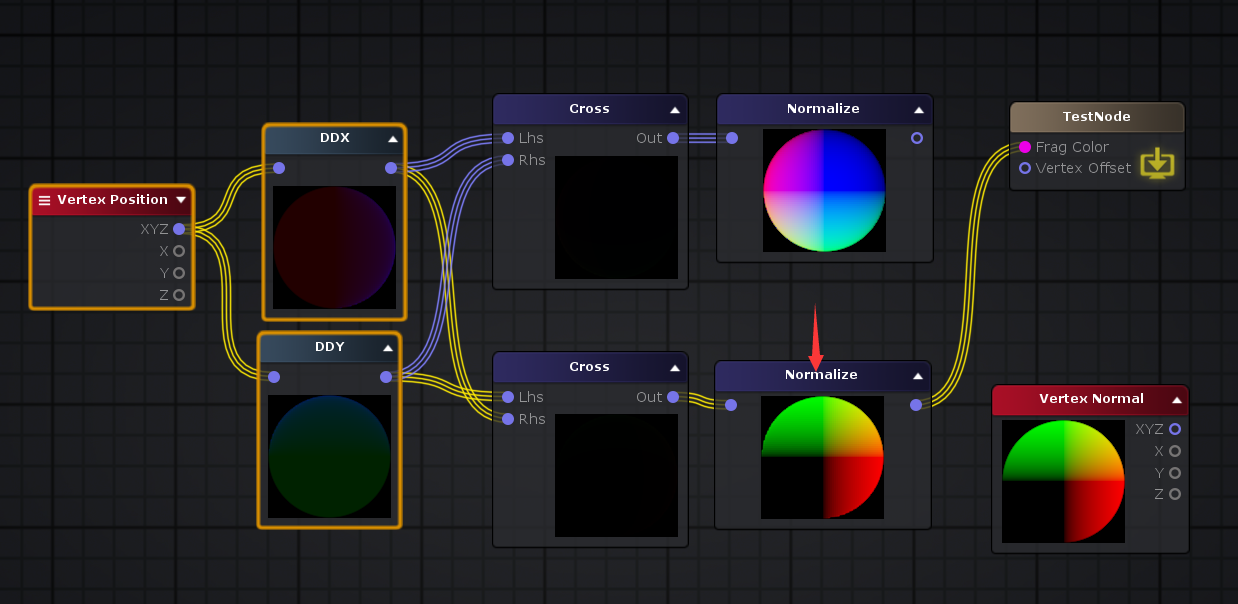 Vertex Position
XYZ
X
Y
Z
DDX
DDY
Cross
Lhs
Out
Rhs
Normalize
Cross
Lhs
Out
Rhs
Normalize
TestNode
Frag Color
Vertex Offset
Vertex Normal
XYZ
X
Y
Z